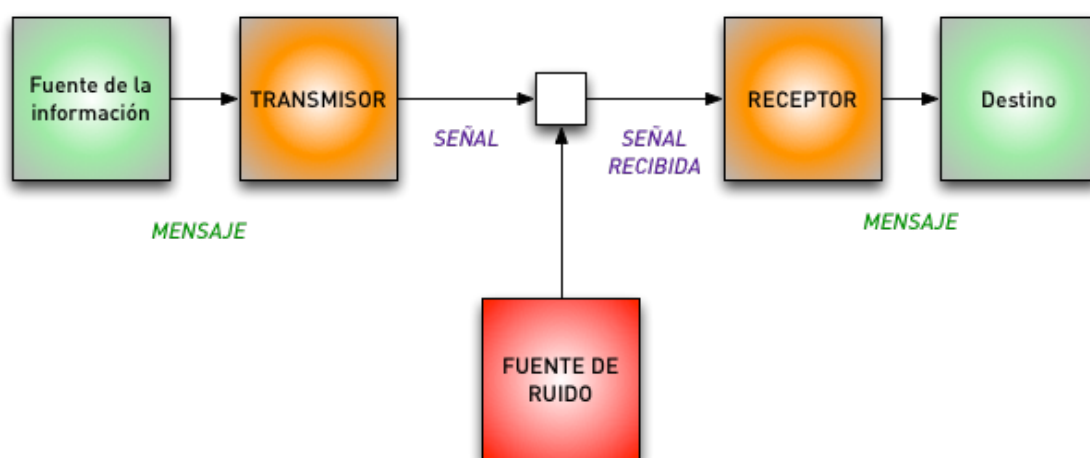 Fuente de la
información
TRANSMISOR
RECEPTOR
Destino
SEÑAL
SEÑAL
RECIBIDA
MENSAJE
MENSAJE
FUENTE DE
RUIDO